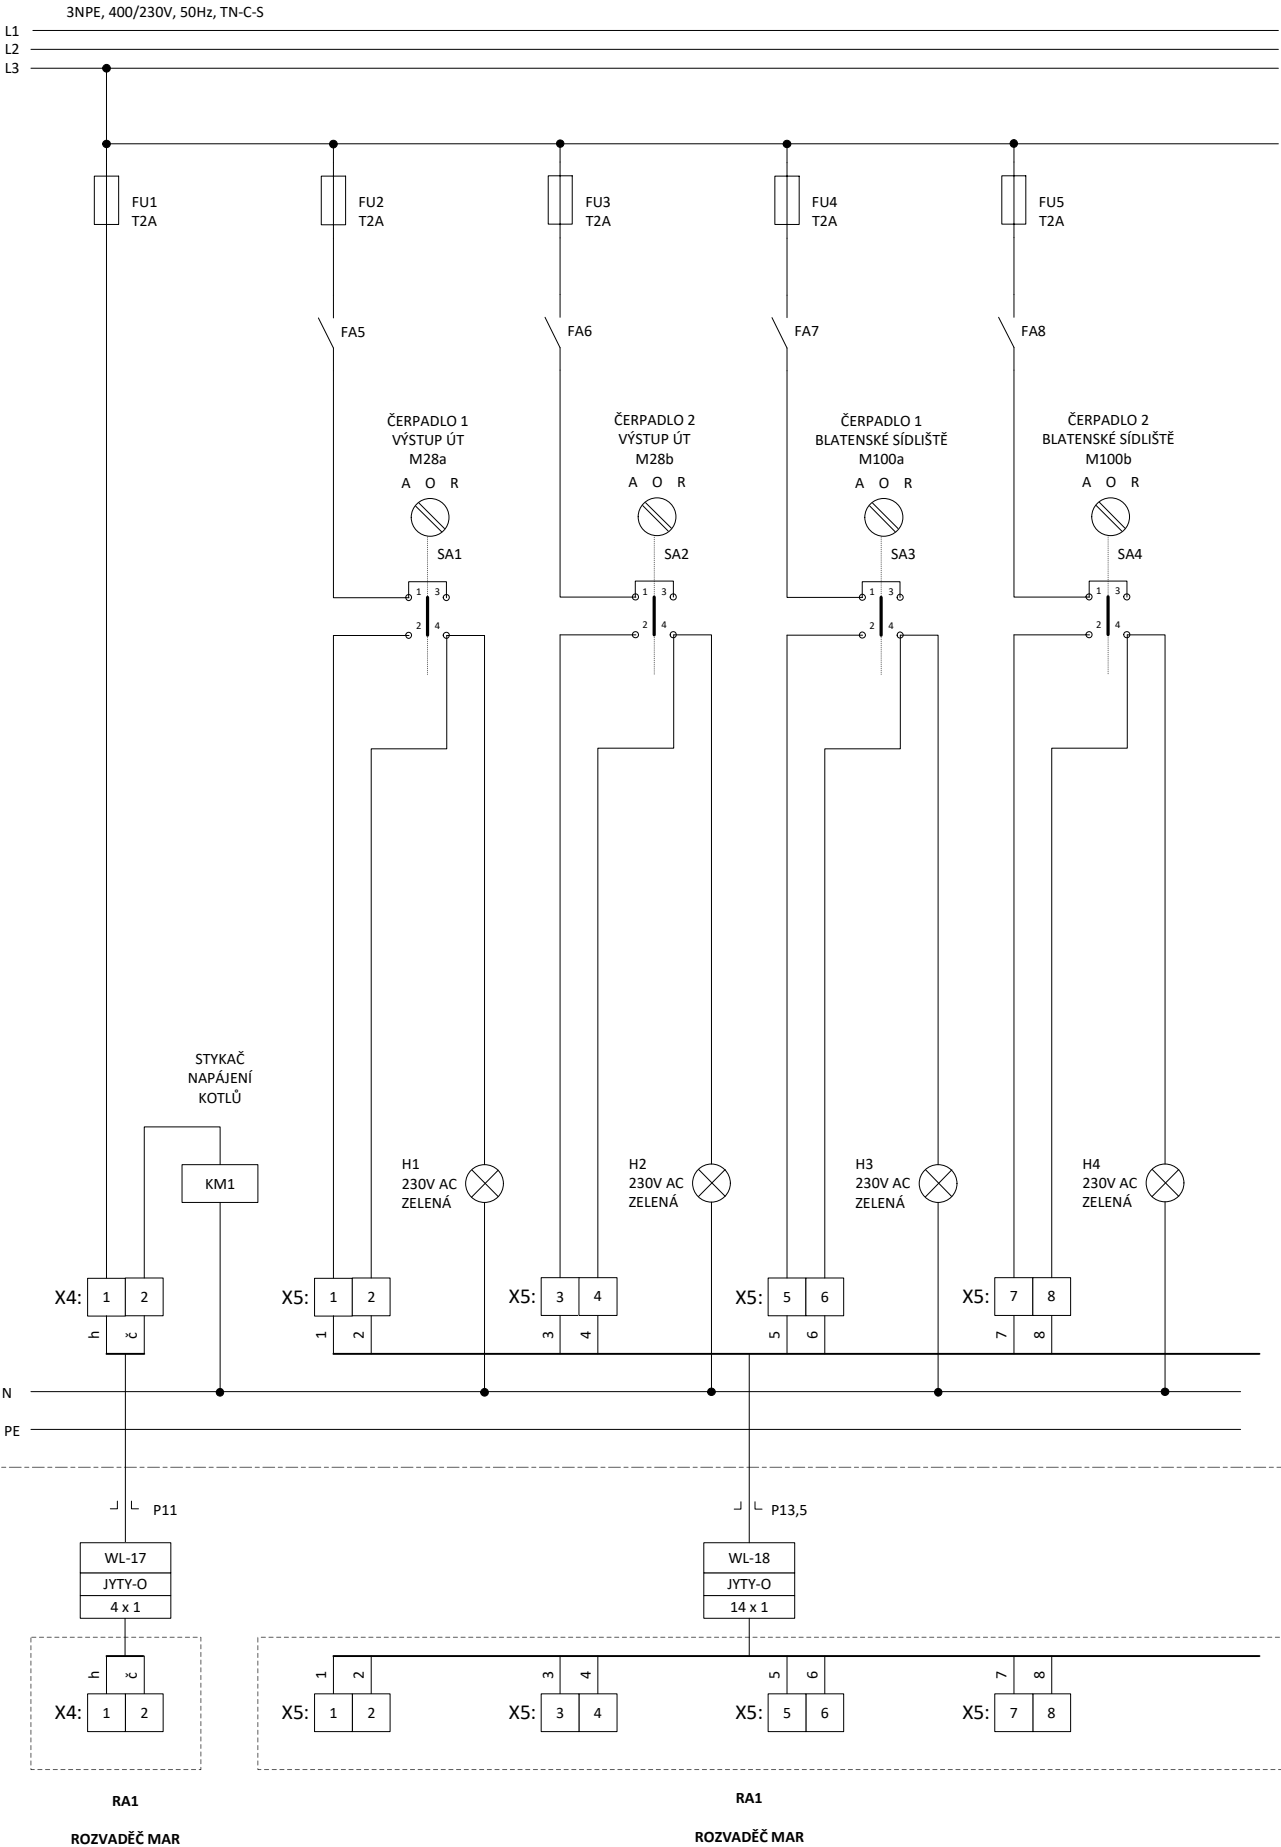 3NPE, 400/230V, 50Hz, TN-C-S
L1
L2
L3
FU1
T2A
FU2
T2A
FU3
T2A
FU4
T2A
FU5
T2A
FA5
FA6
FA7
FA8
ČERPADLO 1
VÝSTUP ÚT
M28a
A O R
SA1
1 3
2 4
ČERPADLO 2
VÝSTUP ÚT
M28b
A O R
SA2
1 3
2 4
ČERPADLO 1
BLATENSKÉ SÍDLIŠTĚ
M100a
A O R
SA3
1 3
2 4
ČERPADLO 2
BLATENSKÉ SÍDLIŠTĚ
M100b
A O R
SA4
1 3
2 4
STYKAČ
NAPÁJENÍ
KOTLŮ
KM1
H1
230V AC
ZELENÁ
H2
230V AC
ZELENÁ
H3
230V AC
ZELENÁ
H4
230V AC
ZELENÁ
X4: 1 2
X5: 1 2
X5: 3 4
X5: 5 6
X5: 7 8
h č
1 2
3 4
5 6
7 8
N
PE
P11
P13,5
WL-17
JYTY-O
4 x 1
WL-18
JYTY-O
14 x 1
h č
1 2
3 4
5 6
7 8
X4: 1 2
X5: 1 2
X5: 3 4
X5: 5 6
X5: 7 8
RA1
ROZVADĚČ MAR
RA1
ROZVADĚČ MAR